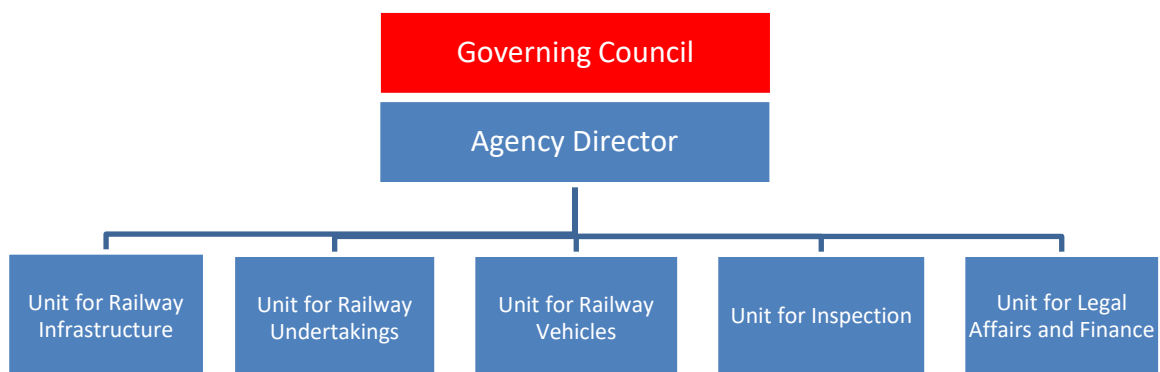 Governing Council
Agency Director
Unit for Railway
Infrastructure
Unit for Railway
Undertakings
Unit for Railway
Vehicles
Unit for Inspection
Unit for Legal
Affairs and Finance